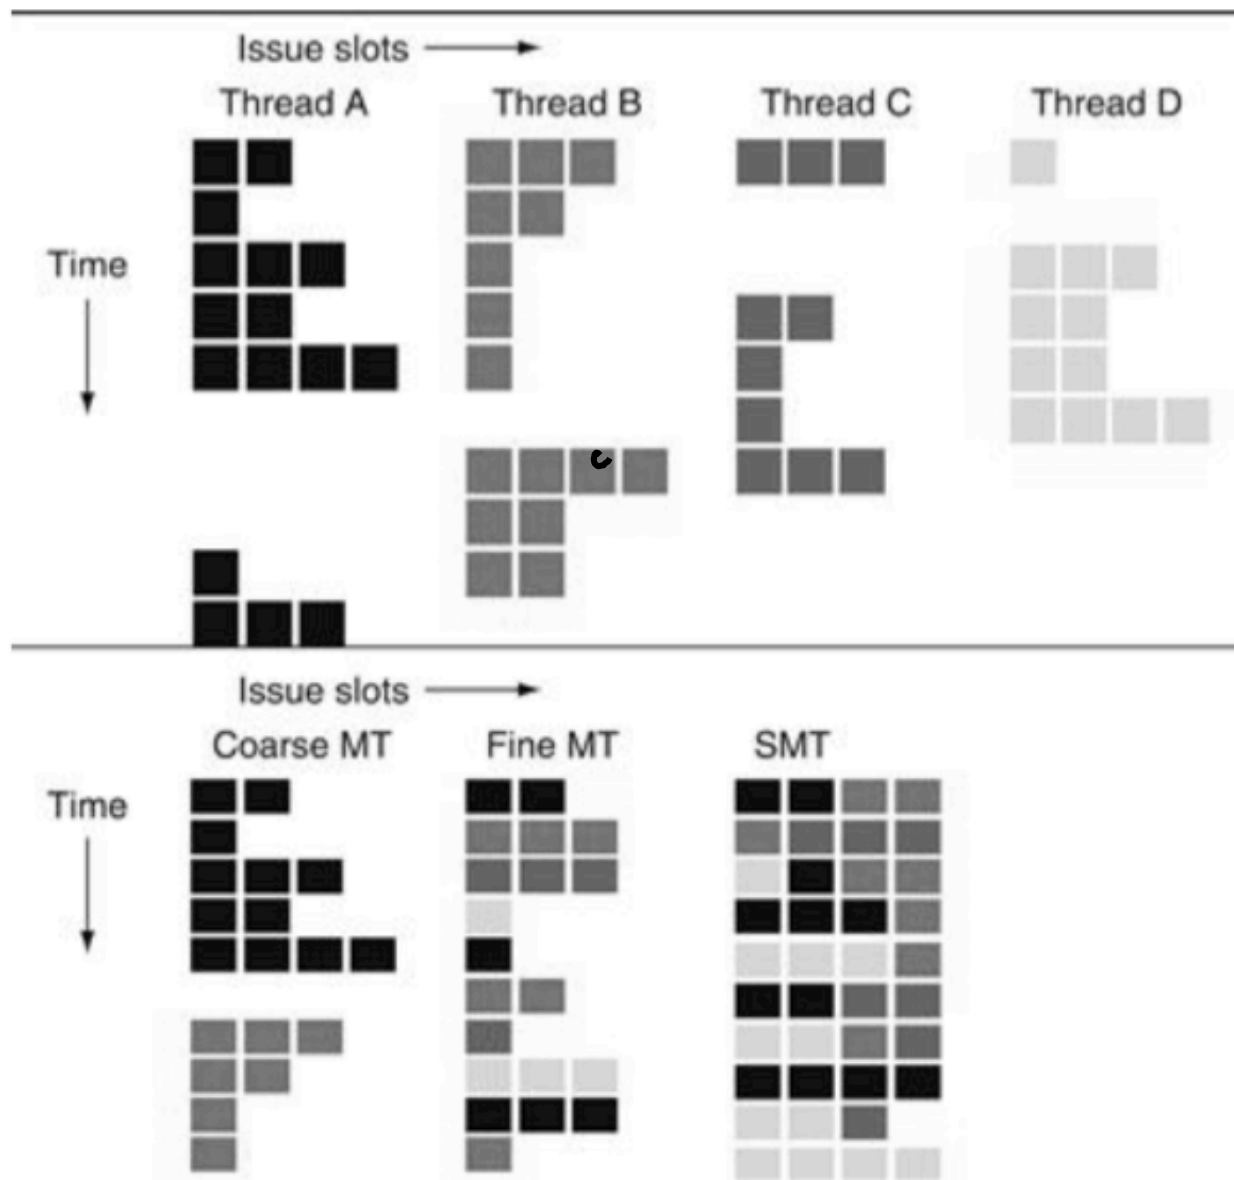 Issue slots
Thread A Thread B Thread C Thread D
Time
Issue slots
Coarse MT Fine MT SMT
Time